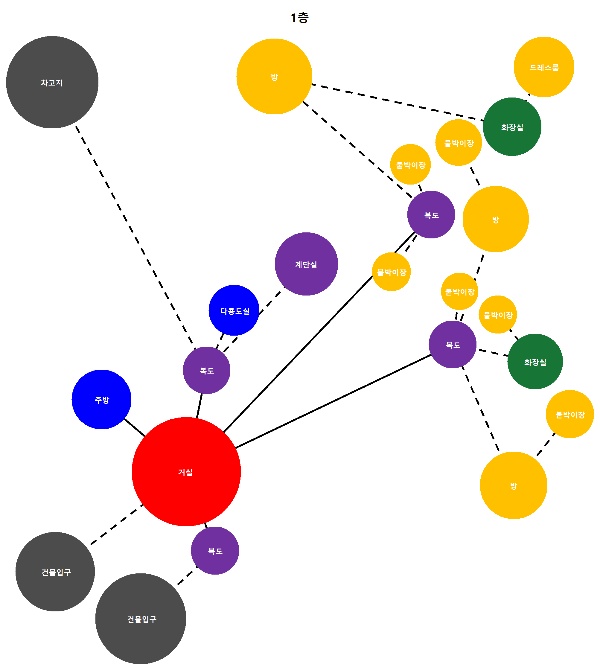 1층
드레스룸
방
차고지
화장실
붙박이장
붙박이장
복도
방
계단실
붙박이장
붙박이장
다용도실
붙박이장
복도
화장실
복도
주방
붙박이장
거실
방
복도
건물입구
건물입구